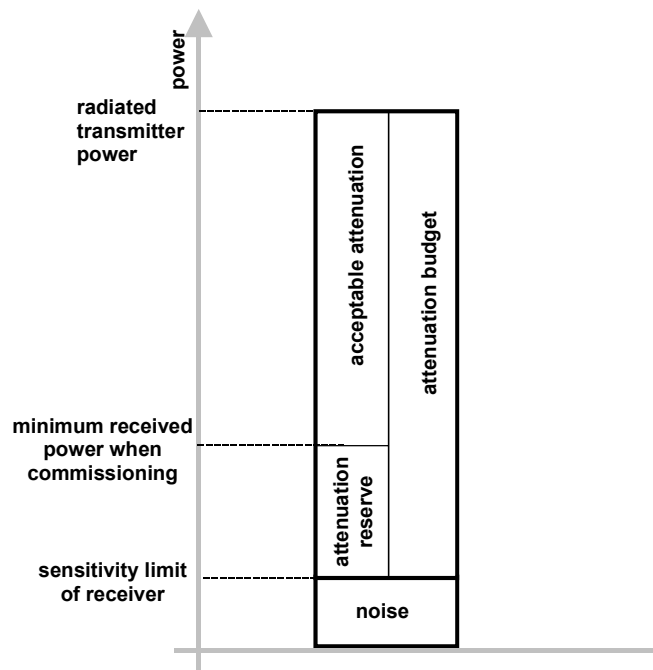 power
radiated
transmitter
power
acceptable attenuation
attenuation budget
minimum received
power when
commissioning
attenuation
reserve
sensitivity limit
of receiver
noise